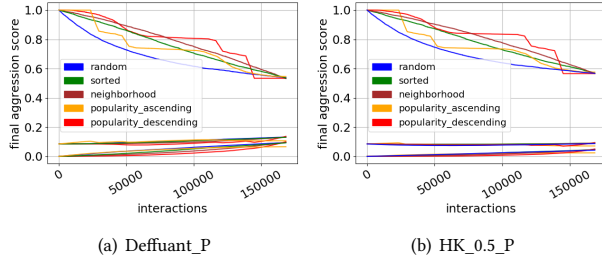 final aggression score
1.0
0.8
0.6
0.4
0.2
0.0
random
sorted
neighborhood
popularity_ascending
popularity_descending
0
50000
100000
150000
interactions
(a) Deffuant_P
final aggression score
1.0
0.8
0.6
0.4
0.2
0.0
random
sorted
neighborhood
popularity_ascending
popularity_descending
0
50000
100000
150000
interactions
(b) HK_0.5_P